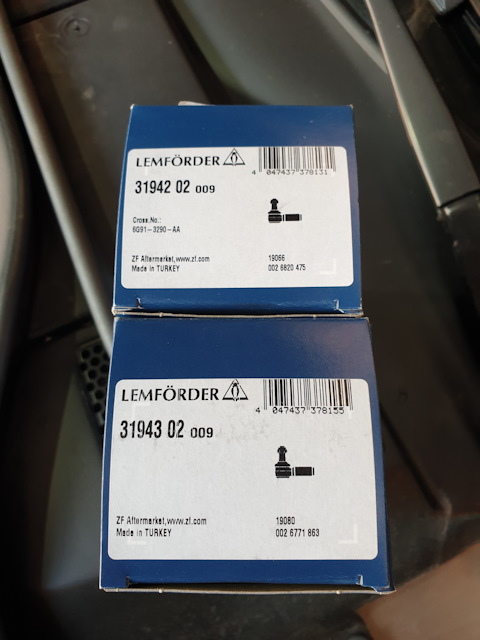 LEMFÖRDER
4 047437 378131
31942 02 009
Cross.No.:
6G91-3290-AA
ZF Aftermarket,www.zf.com
Made in TURKEY
19066
002 6820 475
LEMFÖRDER
4 047437 378155
31943 02 009
ZF Aftermarket,www.zf.com
Made in TURKEY
19080
002 6771 863